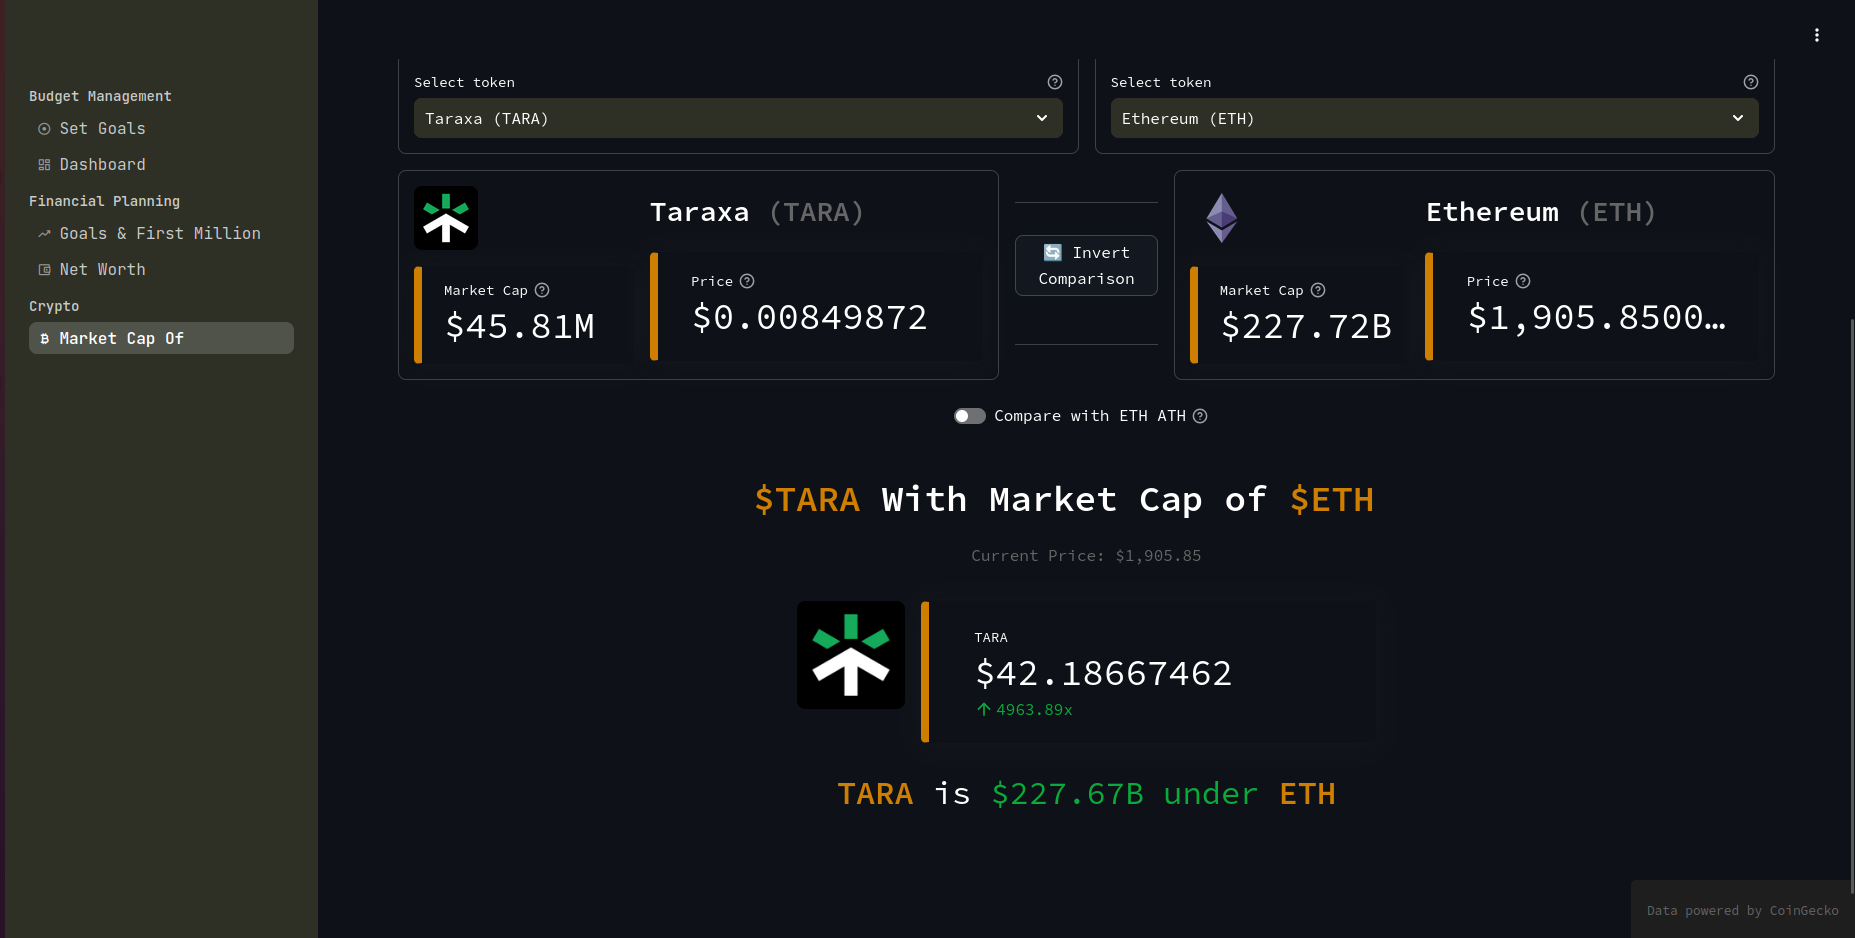 Budget Management
Set Goals
Dashboard
Financial Planning
Goals & First Million
Net Worth
Crypto
Market Cap Of
Select token
Taraxa (TARA)
Select token
Ethereum (ETH)
Taraxa (TARA)
Market Cap
$45.81M
Price
$0.00849872
🔄 Invert
Comparison
Ethereum (ETH)
Market Cap
$227.72B
Price
$1,905.8500…
Compare with ETH ATH
$TARA With Market Cap of $ETH
Current Price: $1,905.85
TARA
$42.18667462
↑ 4963.89x
TARA is $227.67B under ETH
Data powered by CoinGecko